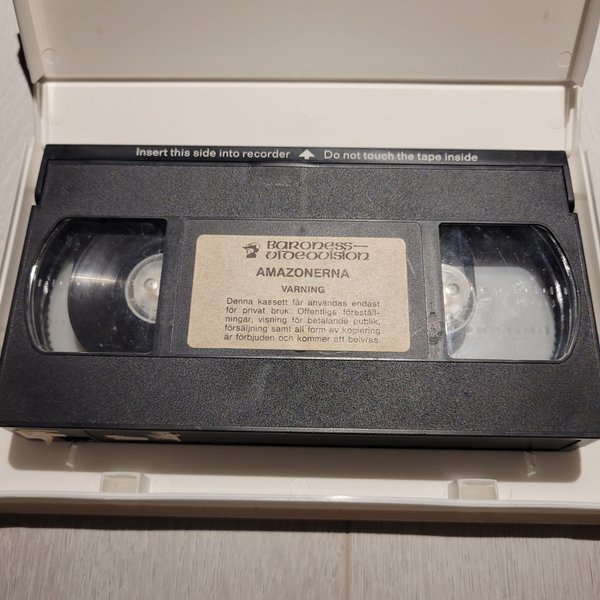 Insert this side into recorder Do not touch the tape inside
BARONESS
VIDEOVISION
AMAZONERNA
VARNING
Denna kassett får användas endast
för privat bruk. Offentliga föreställ-
ningar, visning för betalande publik,
försäljning samt all form av kopiering
är förbjuden och kommer att beivras.